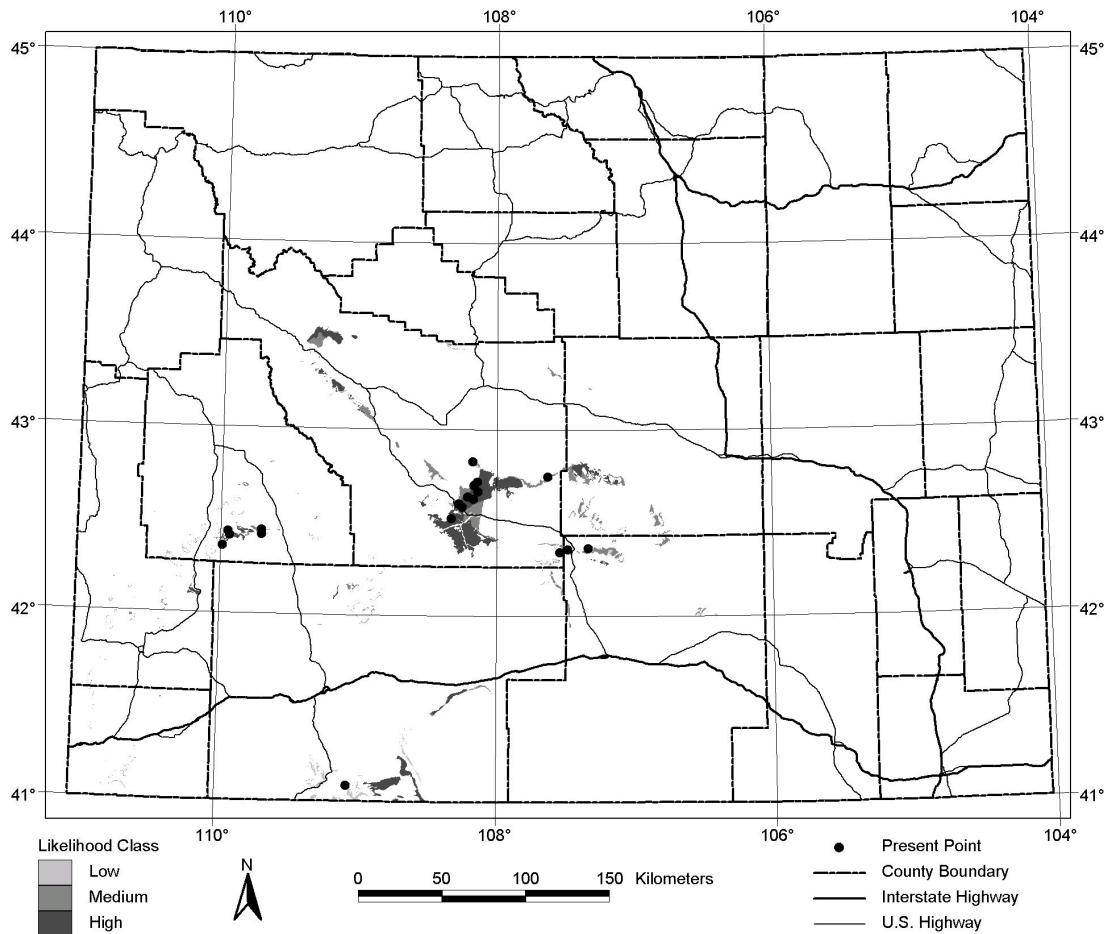 110° 108° 106° 104°
45° 45°
44° 44°
43° 43°
42° 42°
41° 41°
110° 108° 106° 104°
Likelihood Class
Low
Medium
High
N
0 50 100 150 Kilometers
Present Point
County Boundary
Interstate Highway
U.S. Highway